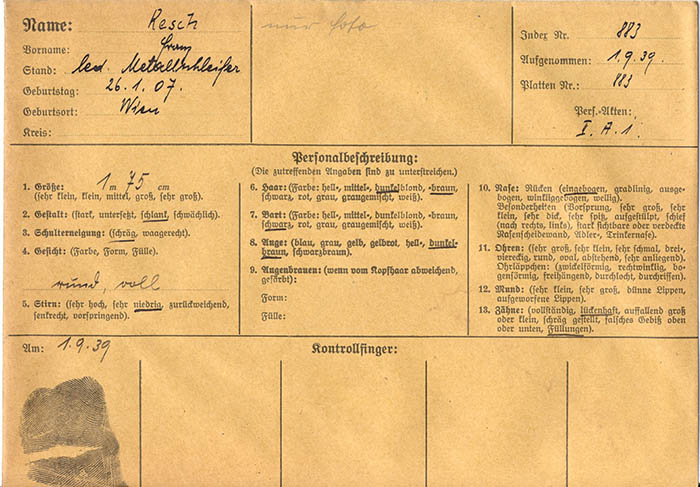 Name: Resch
Vorname: Franz
Stand: led. Metallschleifer
Geburtstag: 26.1.07.
Geburtsort: Wien
Kreis:
nur Foto
Index Nr. 883
Aufgenommen: 1.9.39.
Platten Nr.: 883
Pers.-Akten:
I. A. 1.
Personalbeschreibung:
(Die zutreffenden Angaben sind zu unterstreichen.)
1. Größe: 1 m 75 cm
(sehr klein, klein, mittel, groß, sehr groß).
2. Gestalt: (stark, untersetzt, schlank, schwächlich).
3. Schulterneigung: (schräg, waagerecht).
4. Gesicht: (Farbe, Form, Fülle).
rund, voll
5. Stirn: (sehr hoch, sehr niedrig, zurückweichend,
senkrecht, vorspringend).
6. Haar: (Farbe: hell-, mittel-, dunkelblond, -braun,
schwarz, rot, grau, graugemischt, weiß).
7. Bart: (Farbe: hell-, mittel-, dunkelblond, -braun,
schwarz, rot, grau, graugemischt, weiß).
8. Auge: (blau, grau, gelb, gelbrot, hell-, dunkel-
braun, schwarzbraun).
9. Augenbrauen: (wenn vom Kopfhaar abweichend,
gefärbt):
Form:
Fülle:
10. Nase: Rücken (eingebogen, gradlinig, ausge-
bogen, winkliggebogen, wellig).
Besonderheiten (Vorsprung, sehr groß, sehr
klein, sehr dick, sehr spitz, aufgestülpt, schief
(nach rechts, links), stark sichtbare oder verdeckte
Nasenscheidewand, Adler-, Trinkernase).
11. Ohren: (sehr groß, sehr klein, sehr schmal, drei-,
viereckig, rund, oval, abstehend, sehr anliegend).
Ohrläppchen: (zwickelförmig, rechtwinklig, bo-
gensförmig, freihängend, durchlocht, durchrissen).
12. Mund: (sehr klein, sehr groß, dünne Lippen,
aufgeworfene Lippen).
13. Zähne: (vollständig, lückenhaft, auffallend groß
oder klein, schräg gestellt, falsches Gebiß oben
oder unten, Füllungen).
Am: 1.9.39
Kontrollfinger: